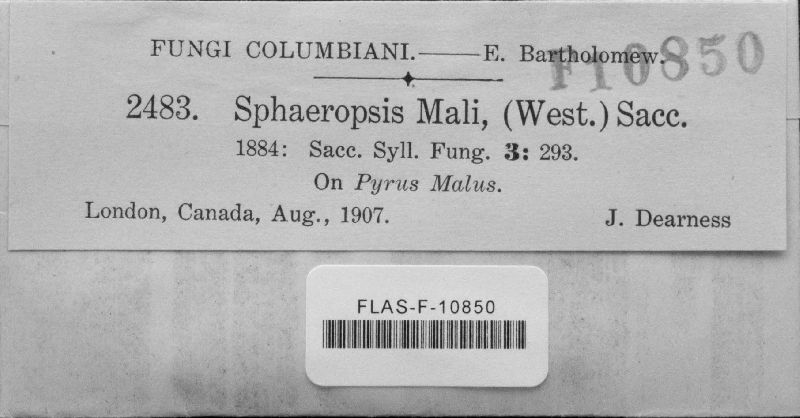 FUNGI COLUMBIANI.——E. Bartholomew.
F10850
2483. Sphaeropsis Mali, (West.) Sacc.
1884: Sacc. Syll. Fung. 3: 293.
On Pyrus Malus.
London, Canada, Aug., 1907. J. Dearness
FLAS-F-10850